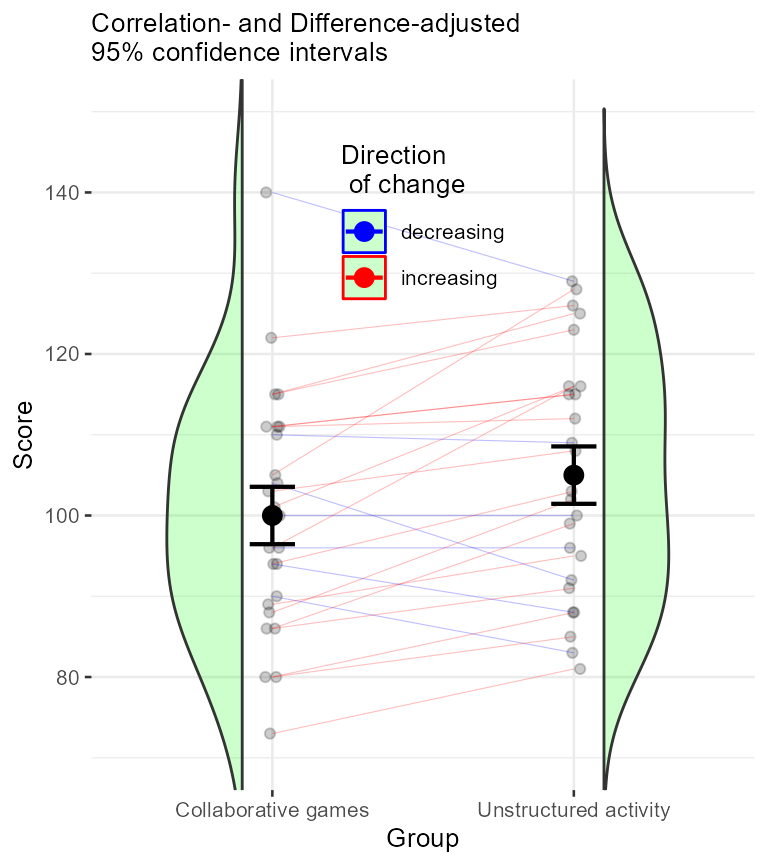 Correlation- and Difference-adjusted
95% confidence intervals
Direction
of change
decreasing
increasing
Score
140
120
100
80
Collaborative games
Unstructured activity
Group